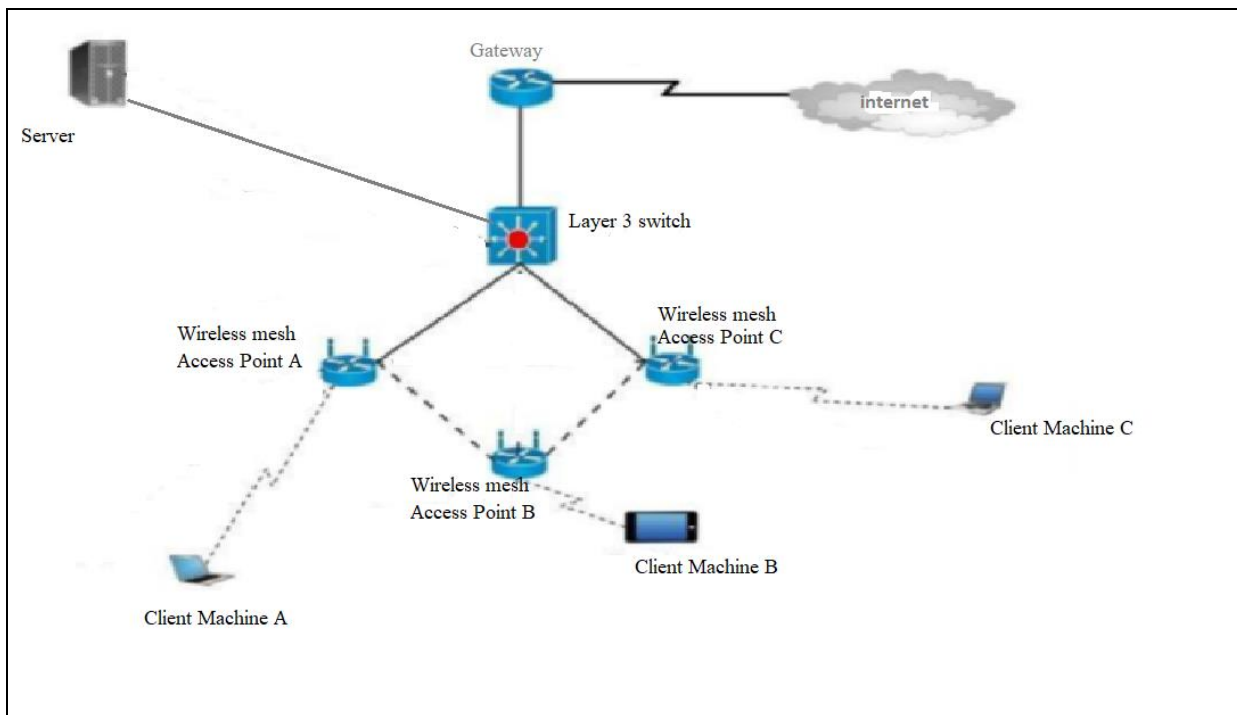 Gateway
internet
Server
Layer 3 switch
Wireless mesh
Access Point A
Wireless mesh
Access Point C
Client Machine C
Wireless mesh
Access Point B
Client Machine B
Client Machine A